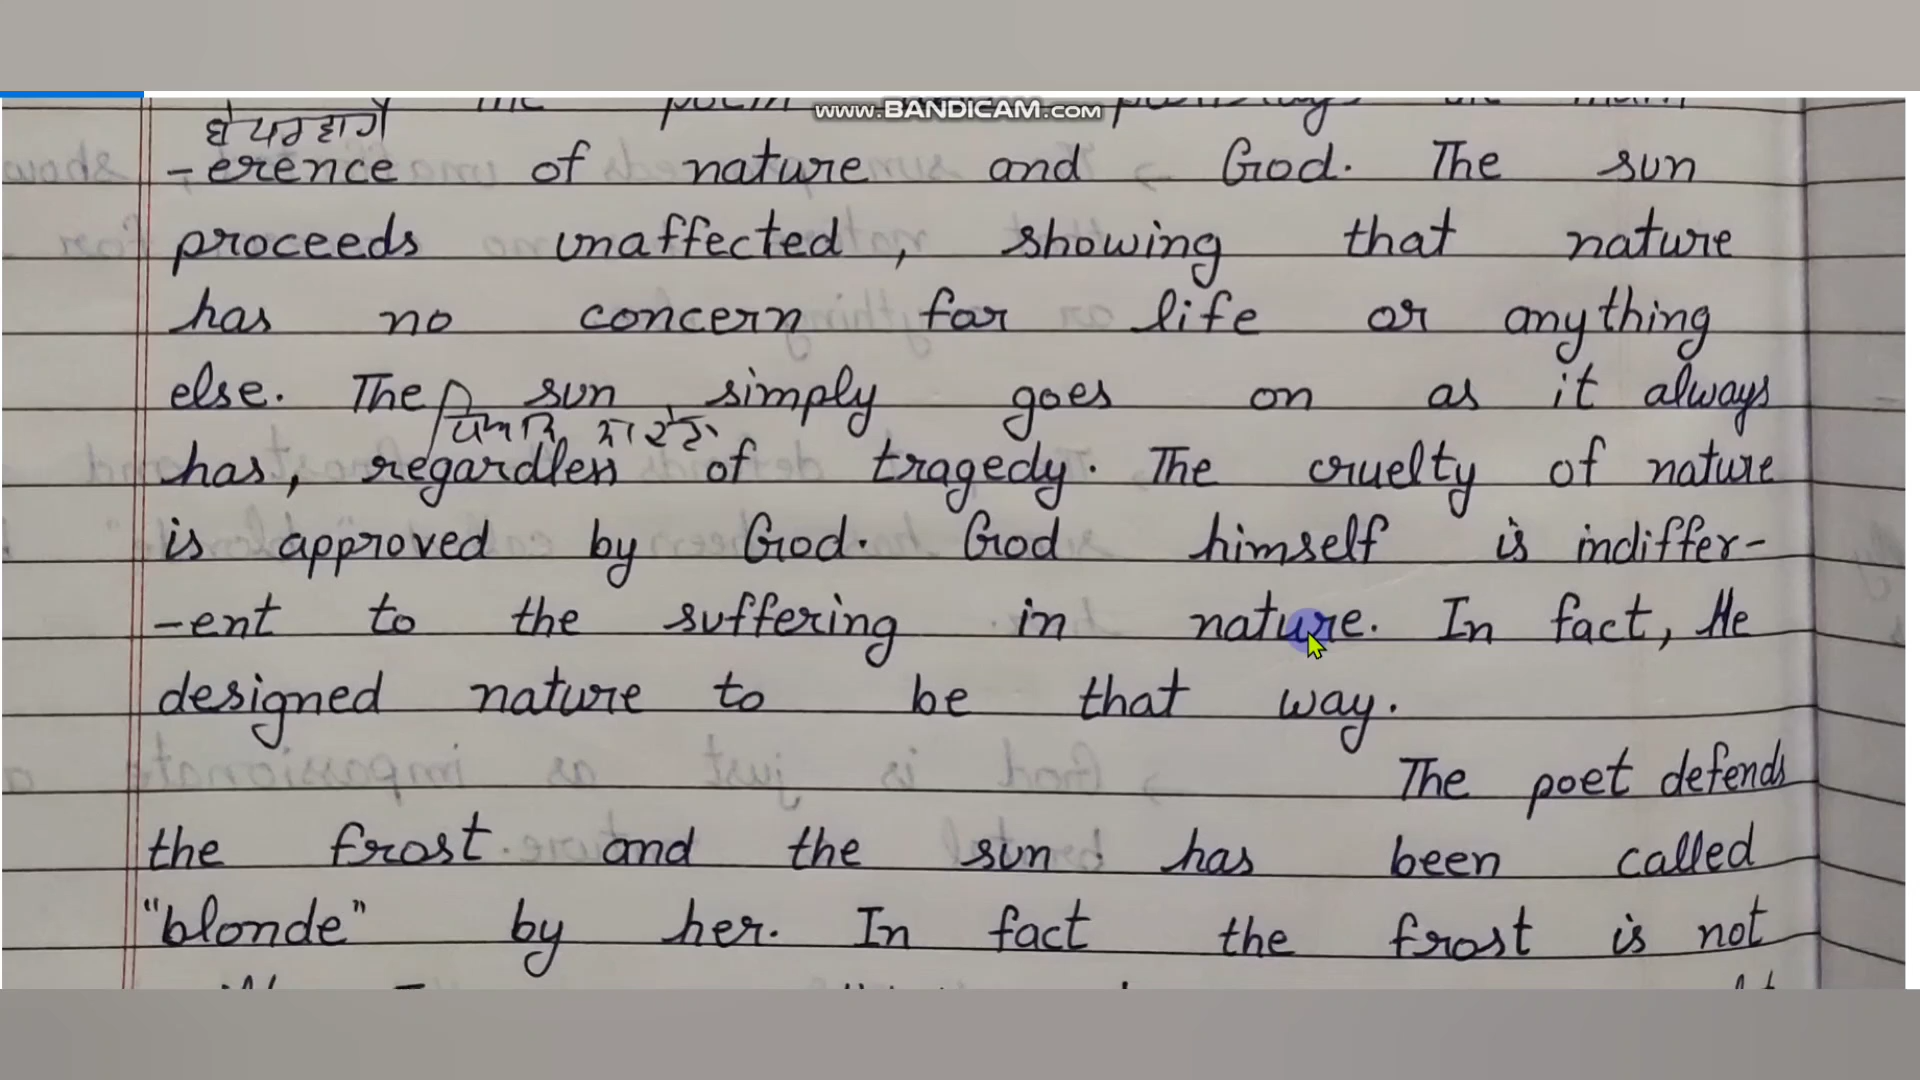 www.BANDICAM.com
-erence of nature and God. The sun
proceeds unaffected, showing that nature
has no concern for life or anything
else. The sun simply goes on as it always
has, regardless of tragedy. The cruelty of nature
is approved by God. God himself is indiffer-
-ent to the suffering in nature. In fact, He
designed nature to be that way.
The poet defends
the frost and the sun has been called
"blonde" by her. In fact the frost is not